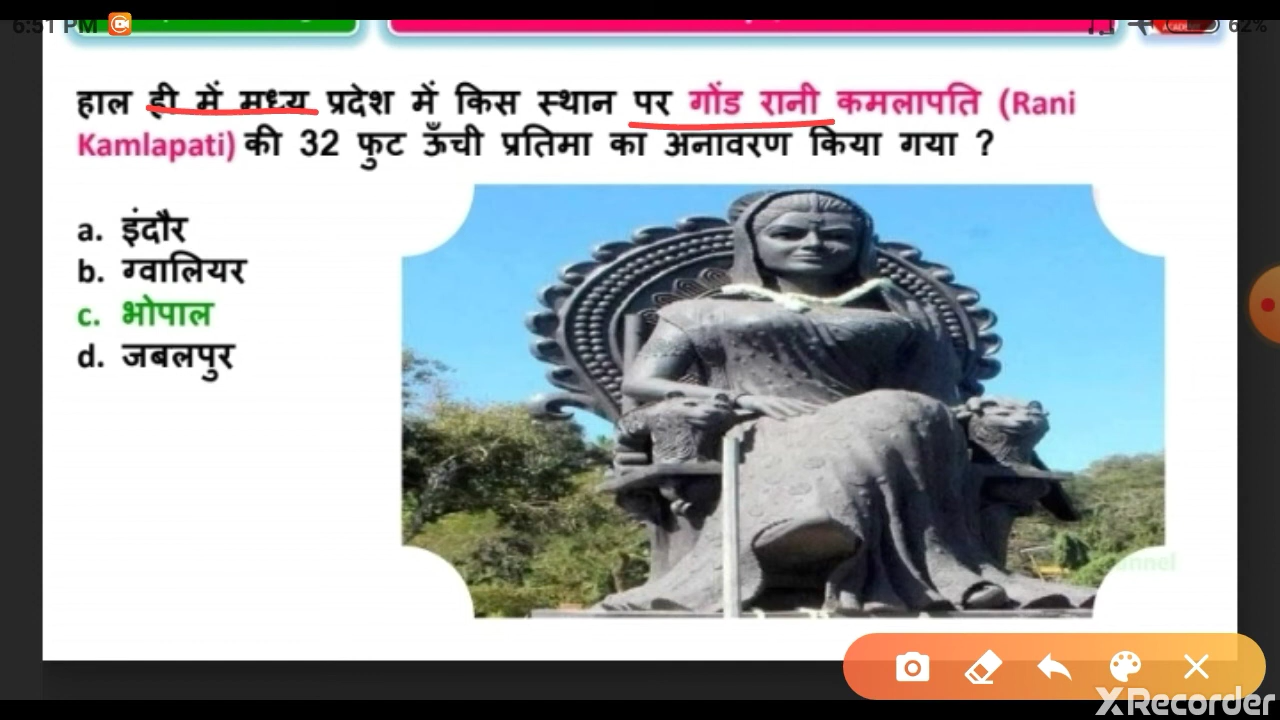 6:51 PM
62%
हाल ही में मध्य प्रदेश में किस स्थान पर गोंड रानी कमलापति (Rani
Kamlapati) की 32 फुट ऊँची प्रतिमा का अनावरण किया गया ?
a. इंदौर
b. ग्वालियर
c. भोपाल
d. जबलपुर
XRecorder